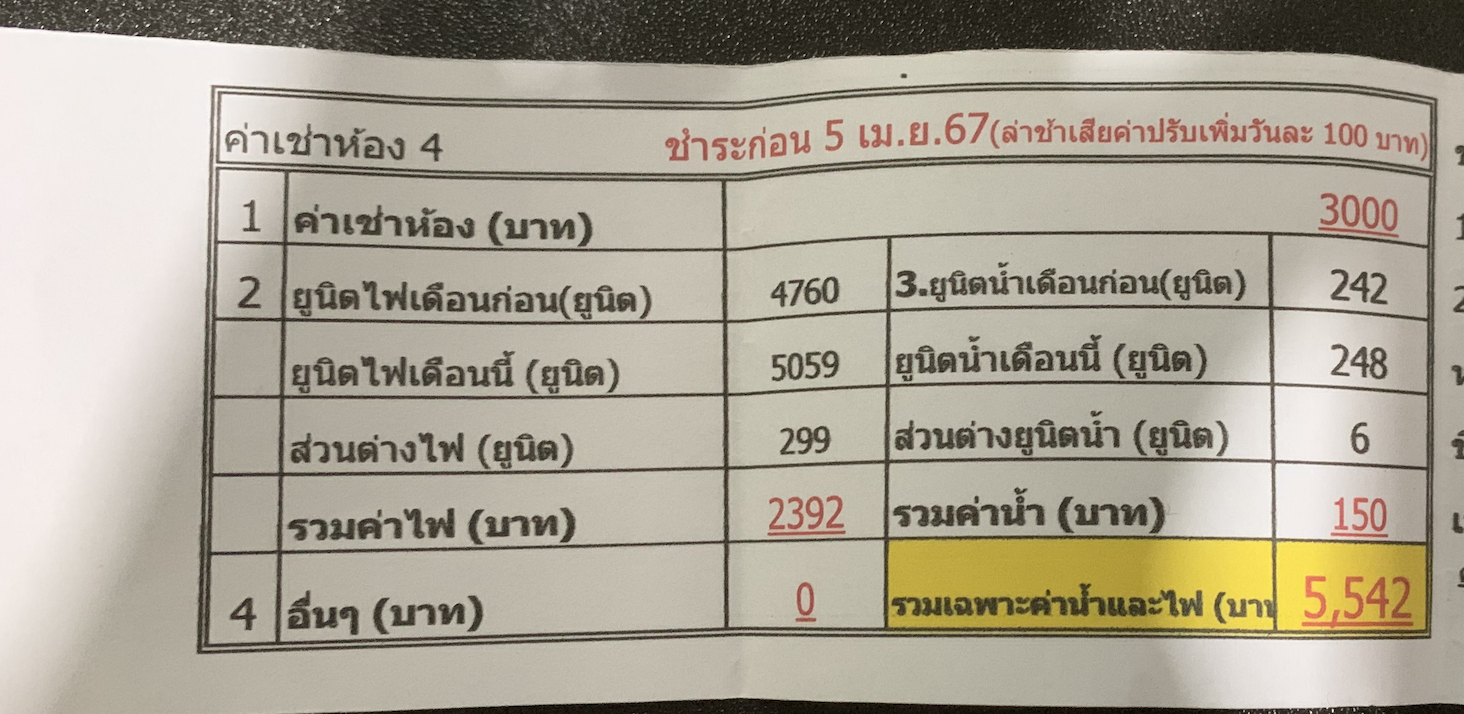 ค่าเช่าห้อง 4 ชำระก่อน 5 เม.ย.67(ล่าช้าเสียค่าปรับเพิ่มวันละ 100 บาท)
1 ค่าเช่าห้อง (บาท) 3000
2 ยูนิตไฟเดือนก่อน(ยูนิต) 4760 3.ยูนิตน้ำเดือนก่อน(ยูนิต) 242
ยูนิตไฟเดือนนี้ (ยูนิต) 5059 ยูนิตน้ำเดือนนี้ (ยูนิต) 248
ส่วนต่างไฟ (ยูนิต) 299 ส่วนต่างยูนิตน้ำ (ยูนิต) 6
รวมค่าไฟ (บาท) 2392 รวมค่าน้ำ (บาท) 150
4 อื่นๆ (บาท) 0 รวมเฉพาะค่าน้ำและไฟ (บาท 5,542